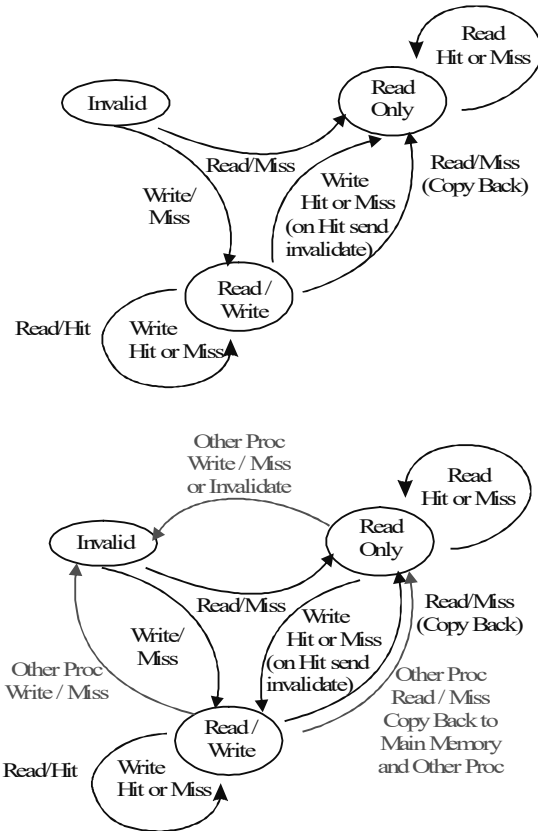 Read
Hit or Miss
Invalid
Read
Only
Read/Miss
Write/
Miss
Write
Hit or Miss
(on Hit send
invalidate)
Read/Miss
(Copy Back)
Read /
Write
Read/Hit
Write
Hit or Miss
Other Proc
Write / Miss
or Invalidate
Read
Hit or Miss
Invalid
Read
Only
Read/Miss
Write/
Miss
Write
Hit or Miss
(on Hit send
invalidate)
Read/Miss
(Copy Back)
Other Proc
Write / Miss
Other Proc
Read / Miss
Copy Back to
Main Memory
and Other Proc
Read /
Write
Read/Hit
Write
Hit or Miss